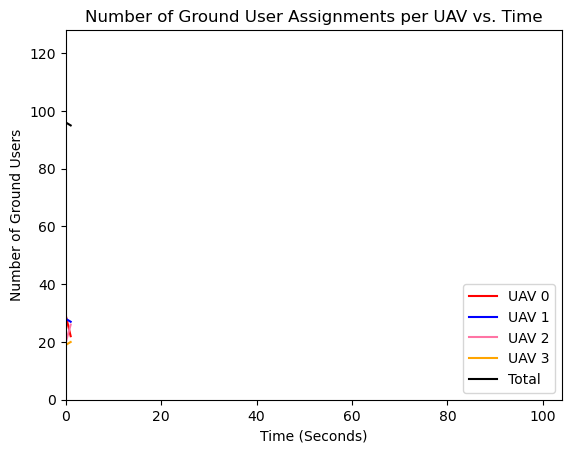 Number of Ground User Assignments per UAV vs. Time
Number of Ground Users
120
100
80
60
40
20
0
0 20 40 60 80 100
Time (Seconds)
UAV 0
UAV 1
UAV 2
UAV 3
Total